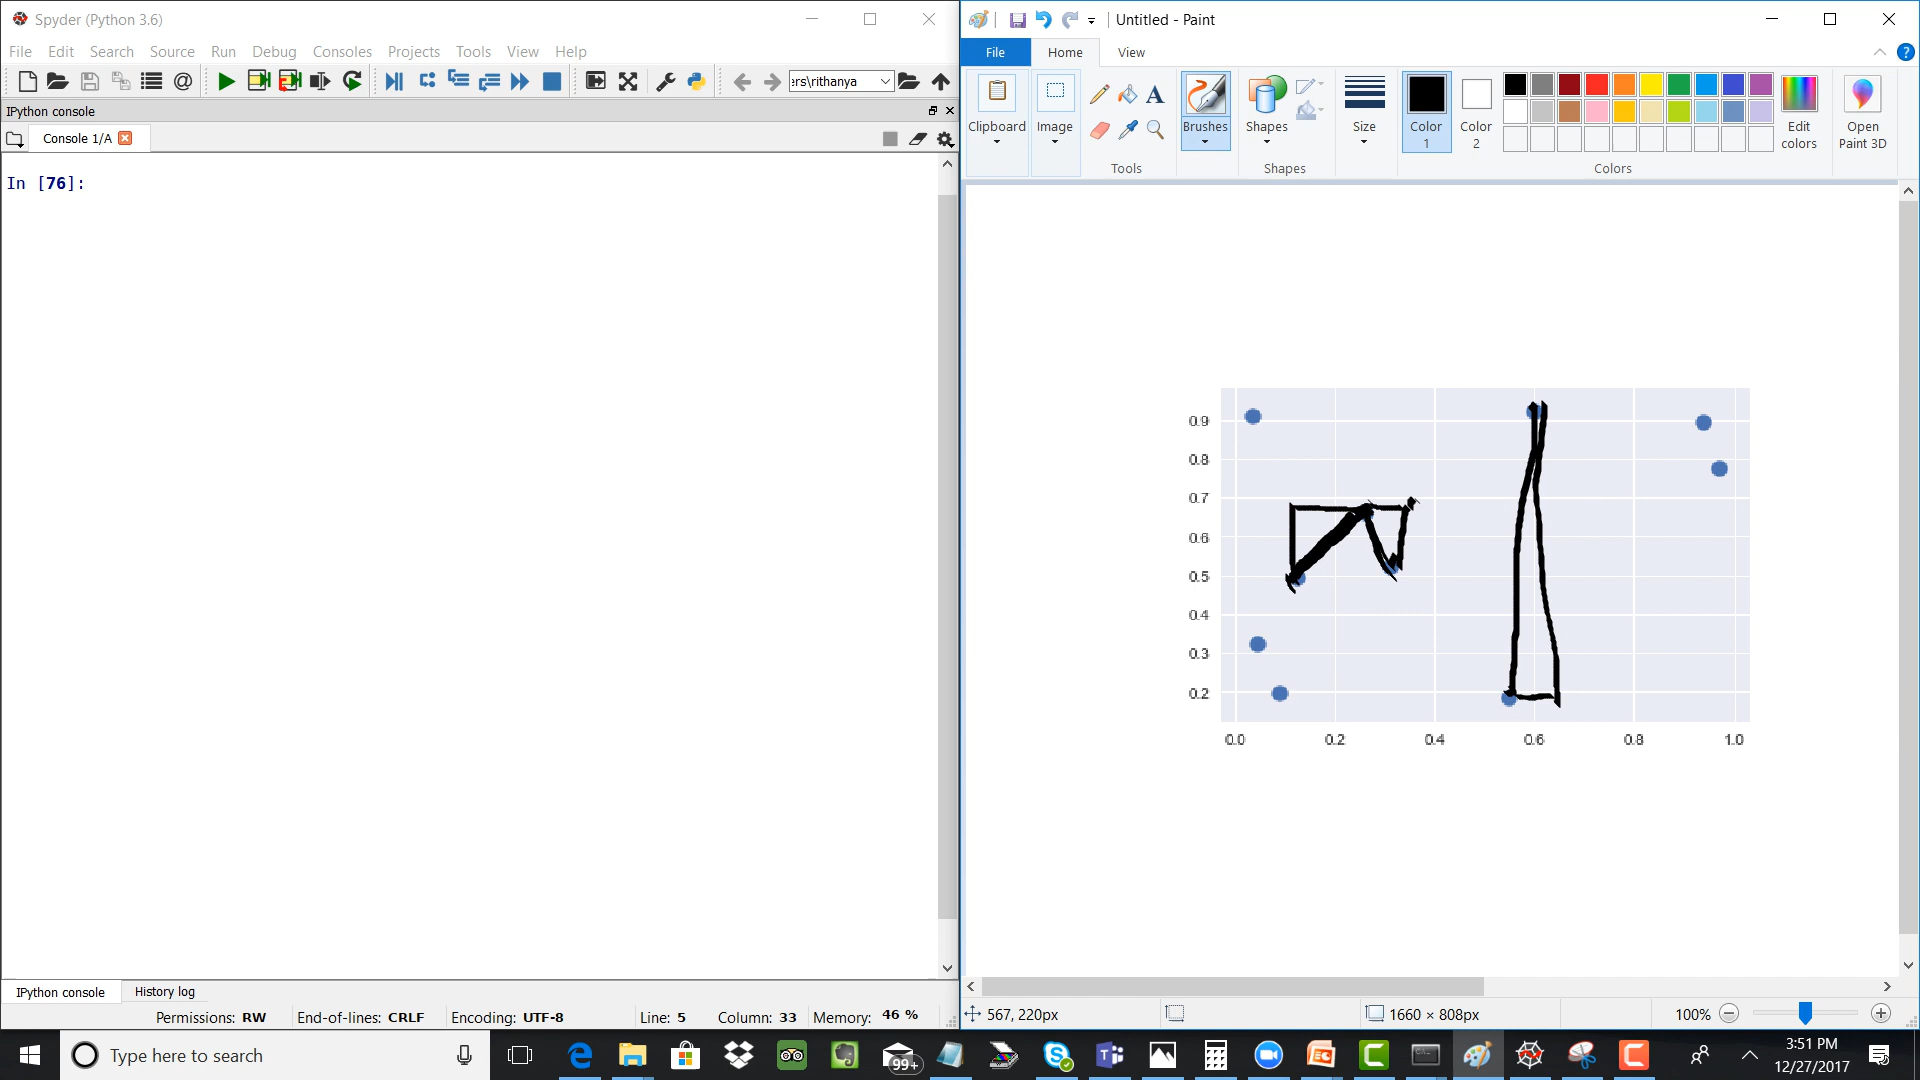 Spyder (Python 3.6)
File Edit Search Source Run Debug Consoles Projects Tools View Help
ers\rithanya
IPython console
Console 1/A
In [76]:
IPython console History log
Permissions: RW End-of-lines: CRLF Encoding: UTF-8 Line: 5 Column: 33 Memory: 46 %
Untitled - Paint
File Home View
Clipboard Image Tools Brushes Shapes Shapes Size Color 1 Color 2 Edit colors Colors Open Paint 3D
0.9
0.8
0.7
0.6
0.5
0.4
0.3
0.2
0.0 0.2 0.4 0.6 0.8 1.0
567, 220px 1660 × 808px 100%
Type here to search
99+
3:51 PM
12/27/2017